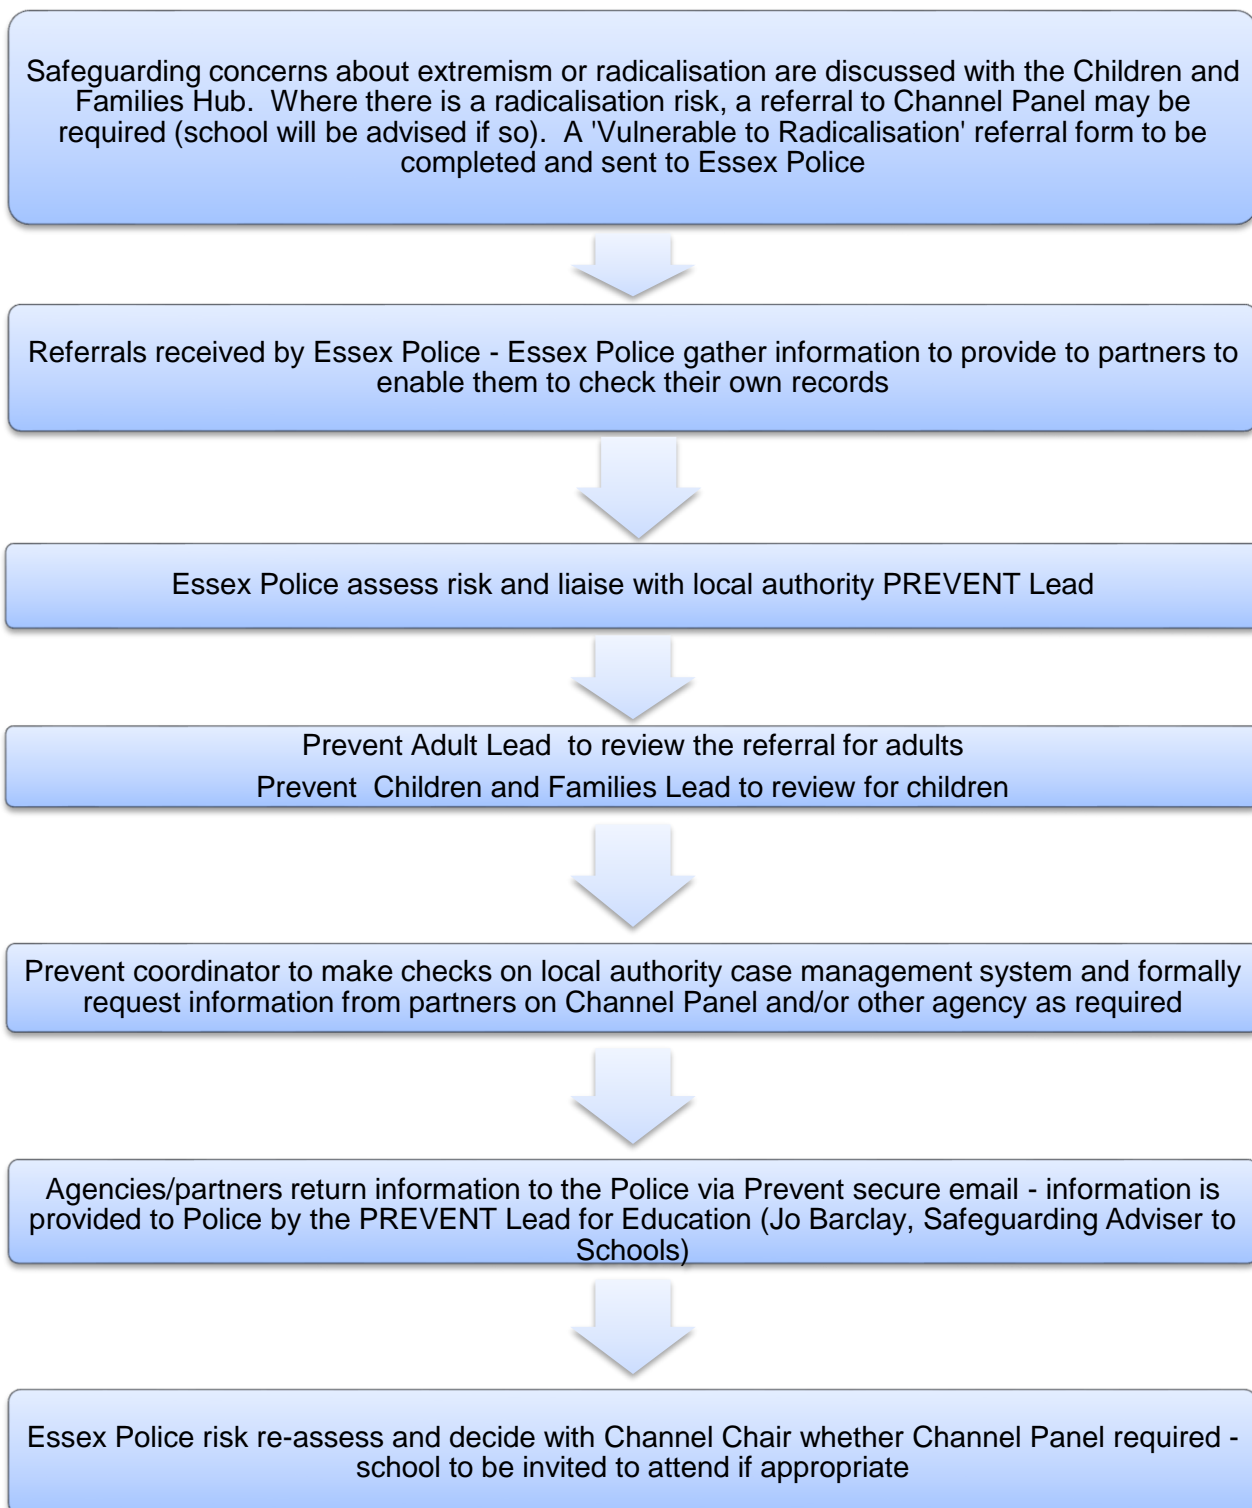 Safeguarding concerns about extremism or radicalisation are discussed with the Children and
Families Hub.  Where there is a radicalisation risk, a referral to Channel Panel may be
required (school will be advised if so).  A 'Vulnerable to Radicalisation' referral form to be
completed and sent to Essex Police
Referrals received by Essex Police - Essex Police gather information to provide to partners to
enable them to check their own records
Essex Police assess risk and liaise with local authority PREVENT Lead
Prevent Adult Lead  to review the referral for adults
Prevent  Children and Families Lead to review for children
Prevent coordinator to make checks on local authority case management system and formally
request information from partners on Channel Panel and/or other agency as required
Agencies/partners return information to the Police via Prevent secure email - information is
provided to Police by the PREVENT Lead for Education (Jo Barclay, Safeguarding Adviser to
Schools)
Essex Police risk re-assess and decide with Channel Chair whether Channel Panel required -
school to be invited to attend if appropriate